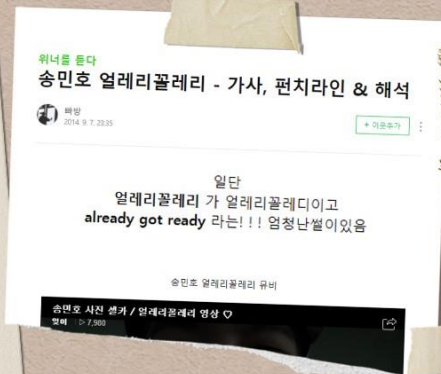 위너를 듣다
송민호 얼레리꼴레리 - 가사, 펀치라인 & 해석
빠방
2014. 9. 7. 23:35
+ 이웃추가
일단
얼레리꼴레리 가 얼레리꼴레디이고
already got ready 라는!!! 엄청난썰이있음
송민호 얼레리꼴레리 뮤비
송민호 사진 셀카 / 얼레리꼴레리 영상 ♡
▷ 7,980